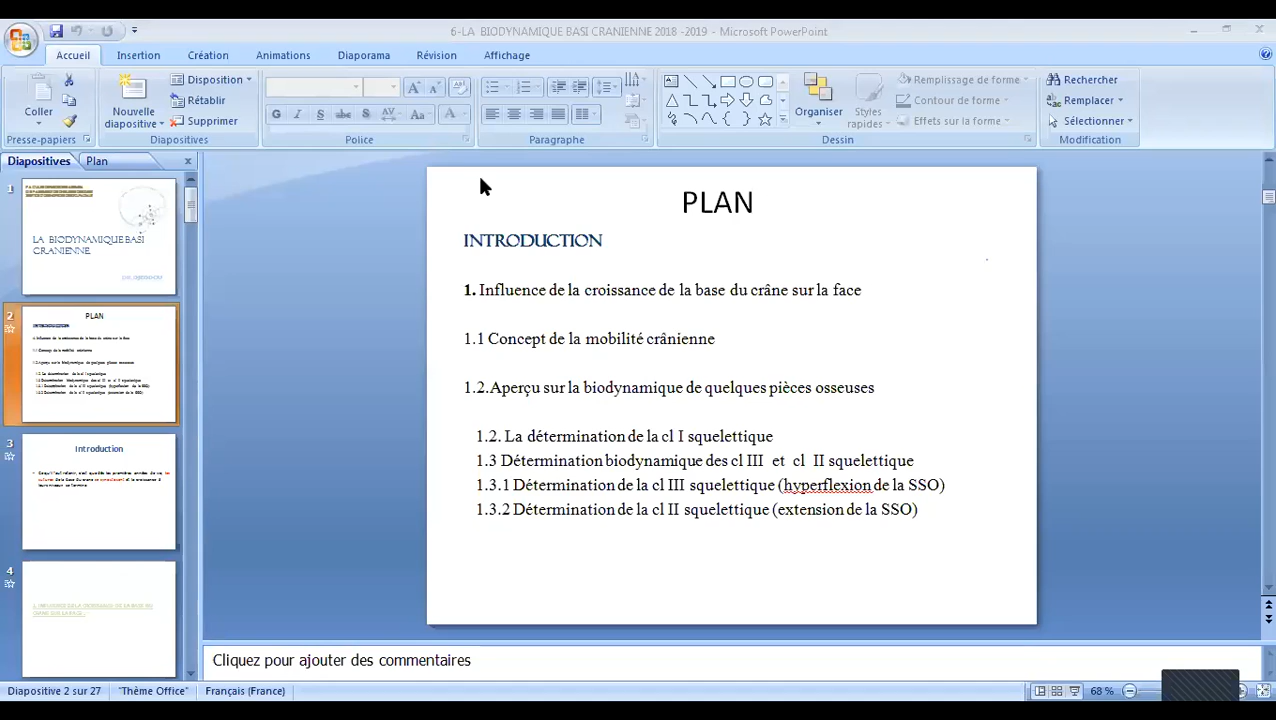 6-LA BIODYNAMIQUE BASI CRANIENNE 2018 -2019 - Microsoft PowerPoint
Accueil Insertion Création Animations Diaporama Révision Affichage
Coller
Nouvelle diapositive
Disposition
Rétablir
Supprimer
G I S S AV Aa A
Organiser
Styles rapides
Remplissage de forme
Contour de forme
Effets sur la forme
Rechercher
Remplacer
Sélectionner
Presse-papiers Diapositives Police Paragraphe Dessin Modification
Diapositives Plan
1
LA BIODYNAMIQUE BASI
CRANIENNE
2
PLAN
3
Introduction
4
PLAN
INTRODUCTION
1. Influence de la croissance de la base du crâne sur la face
1.1 Concept de la mobilité crânienne
1.2.Aperçu sur la biodynamique de quelques pièces osseuses
1.2. La détermination de la cl I squelettique
1.3 Détermination biodynamique des cl III et cl II squelettique
1.3.1 Détermination de la cl III squelettique (hyperflexion de la SSO)
1.3.2 Détermination de la cl II squelettique (extension de la SSO)
Cliquez pour ajouter des commentaires
Diapositive 2 sur 27 "Thème Office" Français (France) 68 %